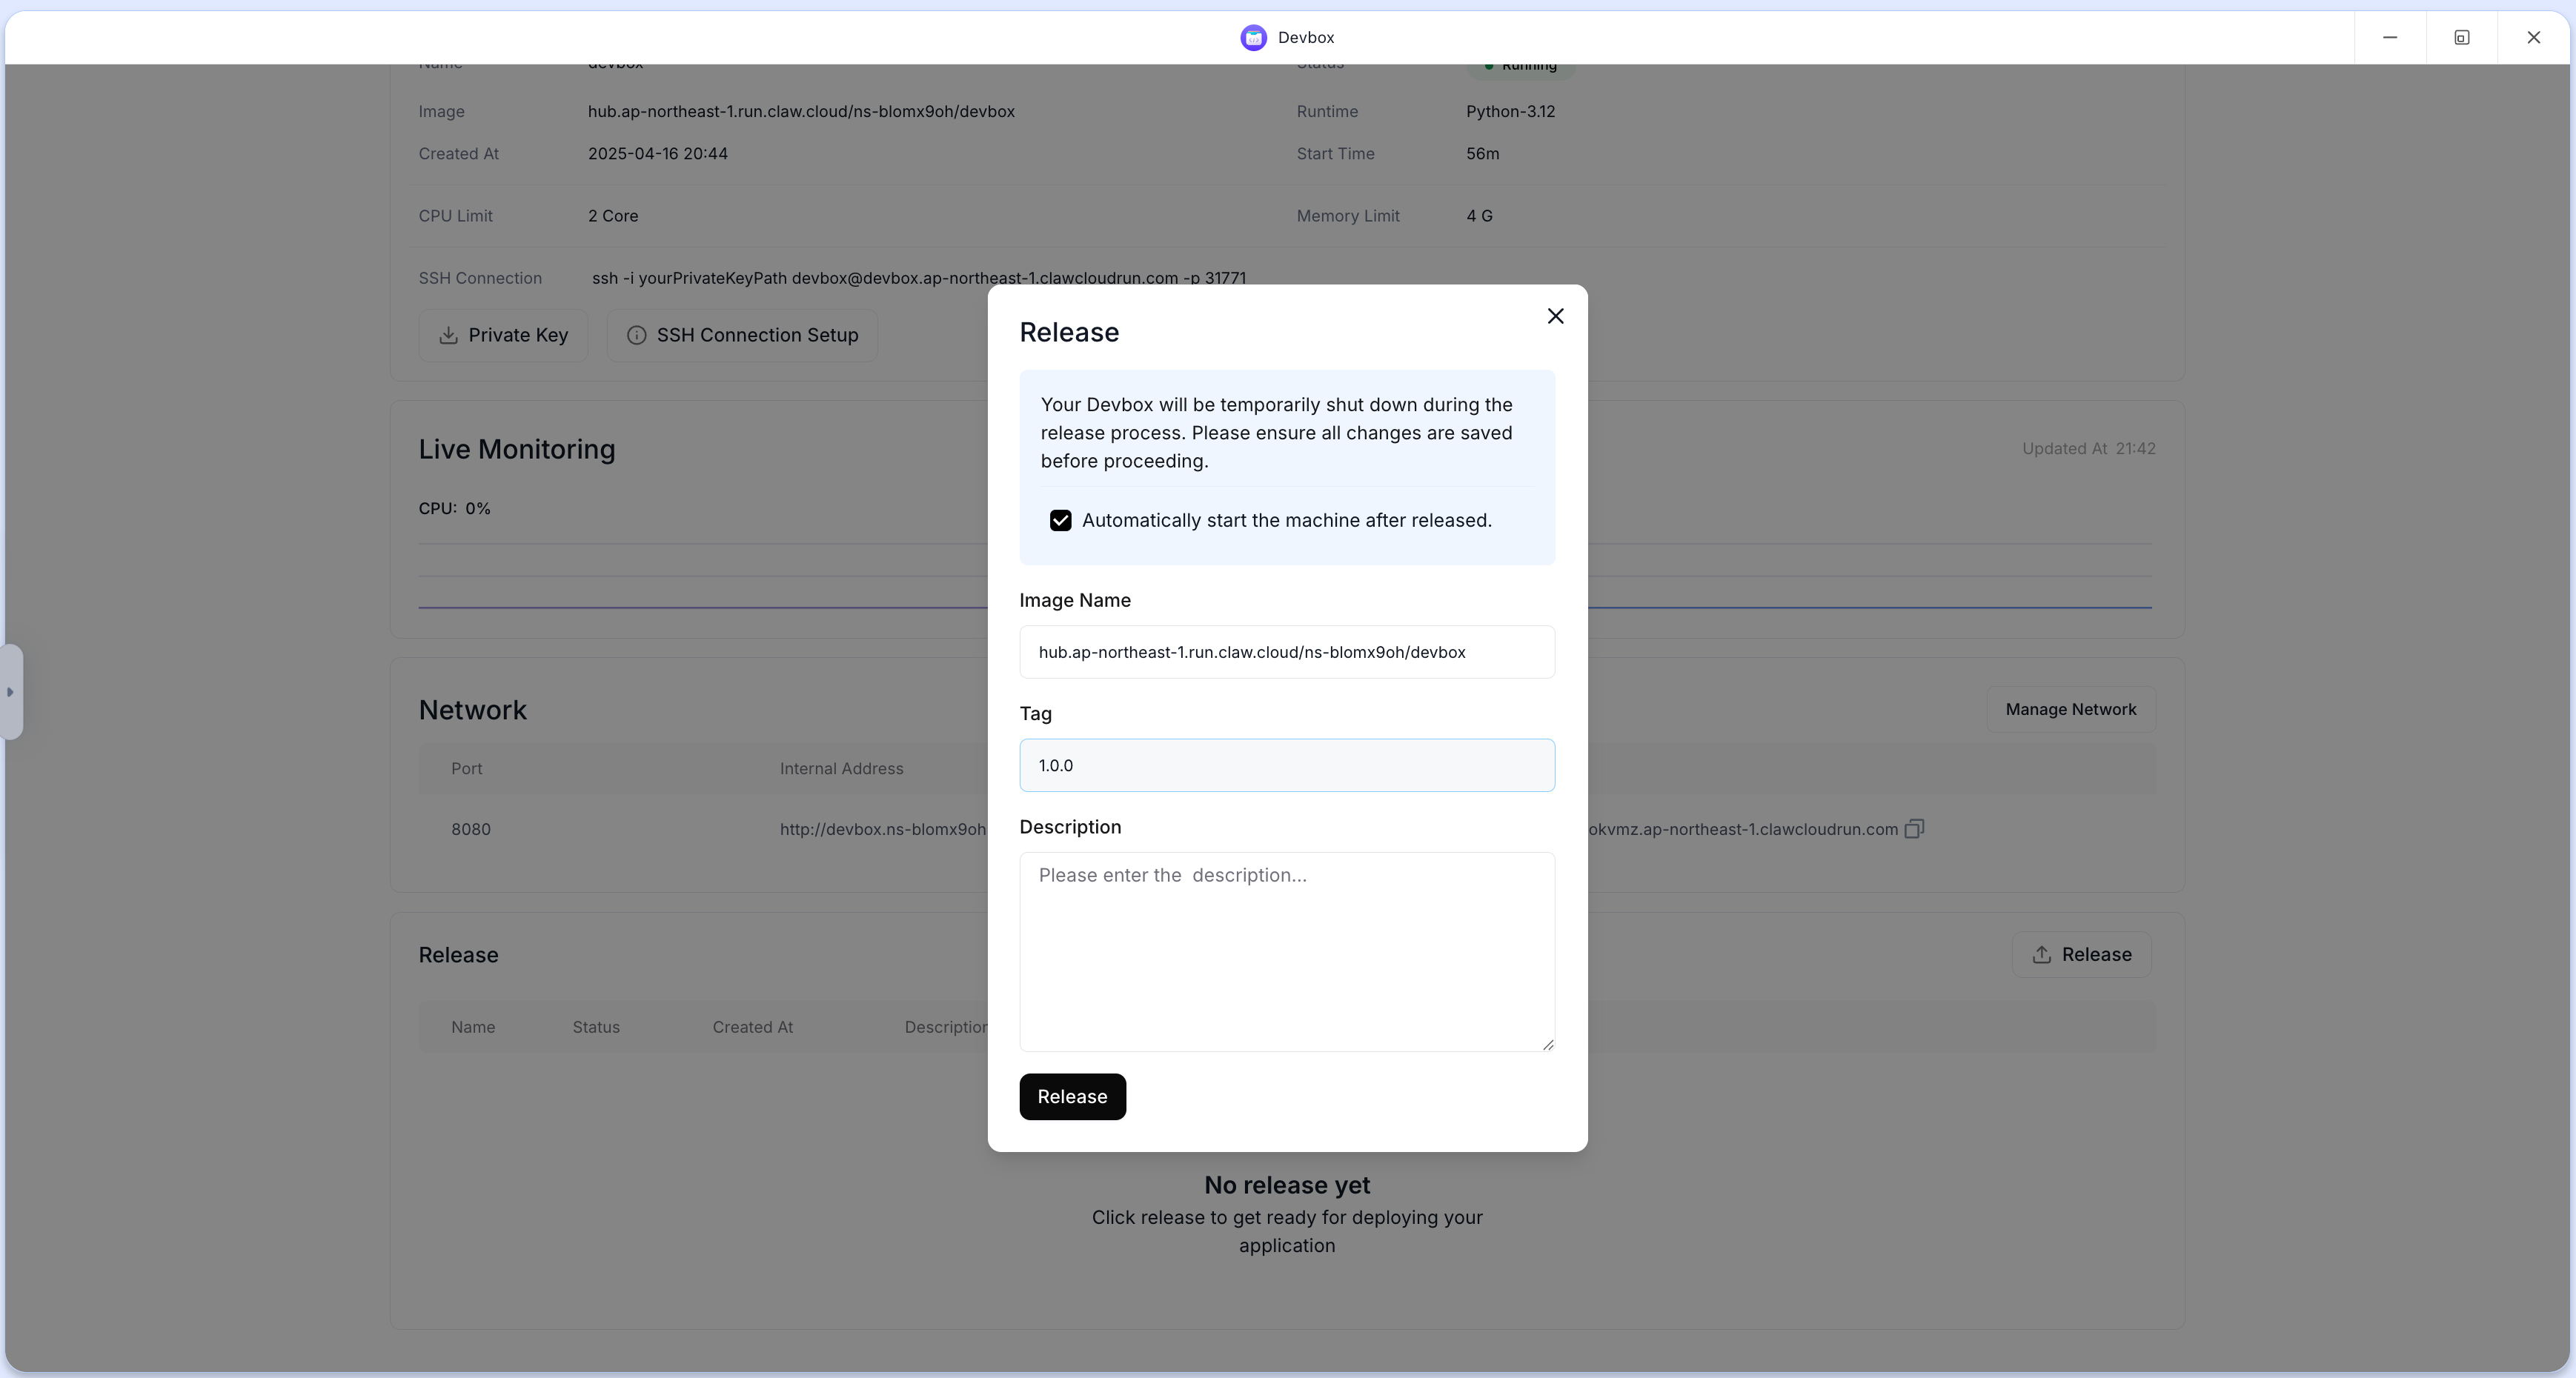 Devbox
Name devbox Status Running
Image hub.ap-northeast-1.run.claw.cloud/ns-blomx9oh/devbox Runtime Python-3.12
Created At 2025-04-16 20:44 Start Time 56m
CPU Limit 2 Core Memory Limit 4 G
SSH Connection ssh -i yourPrivateKeyPath devbox@devbox.ap-northeast-1.clawcloudrun.com -p 31771
Private Key SSH Connection Setup
Live Monitoring Updated At 21:42
CPU: 0%
Network Manage Network
Port Internal Address
8080 http://devbox.ns-blomx9oh okvmz.ap-northeast-1.clawcloudrun.com
Release Release
Name Status Created At Description
No release yet
Click release to get ready for deploying your
application
Release
Your Devbox will be temporarily shut down during the
release process. Please ensure all changes are saved
before proceeding.
Automatically start the machine after released.
Image Name
hub.ap-northeast-1.run.claw.cloud/ns-blomx9oh/devbox
Tag
1.0.0
Description
Please enter the  description...
Release